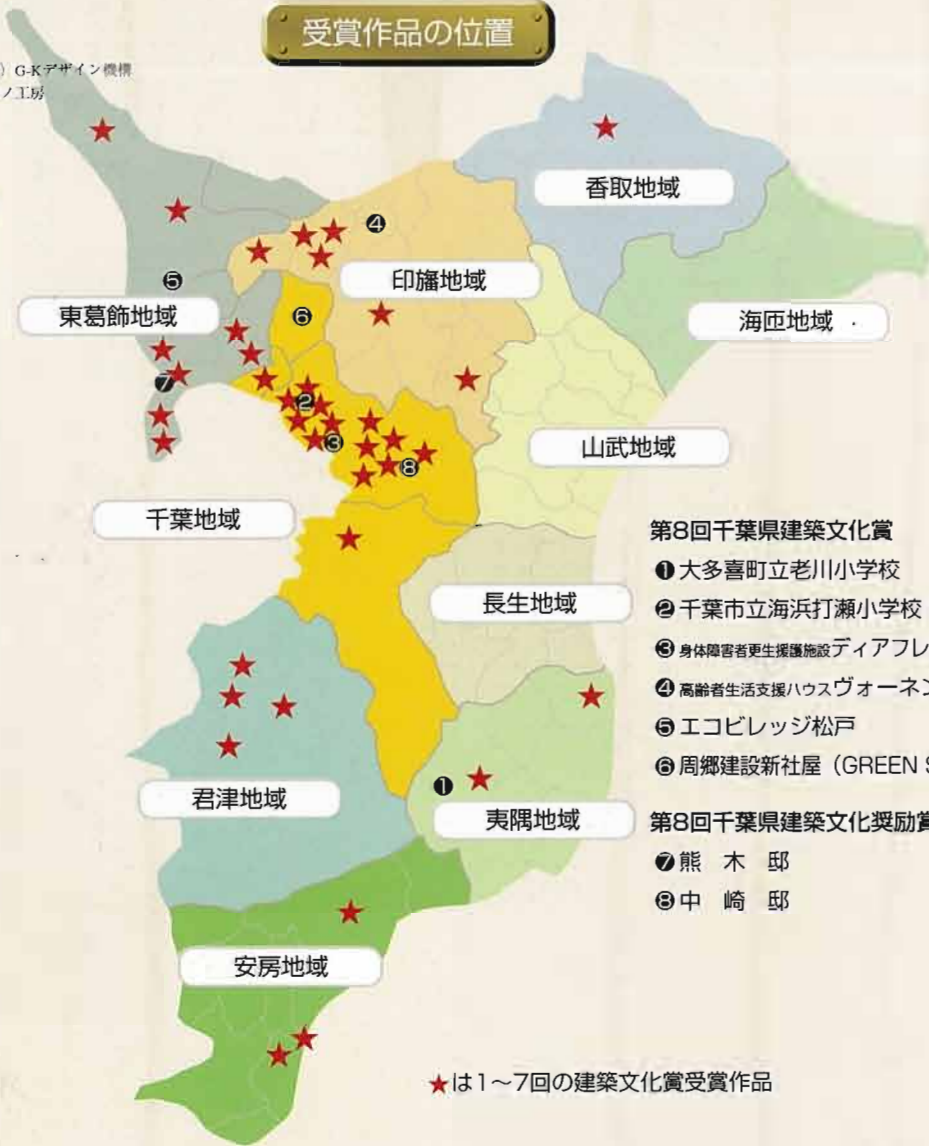 受賞作品の位置
）G-Kデザイン機構
ノ工房
香取地域
④
印旛地域
⑤
東葛飾地域
⑥
海匝地域
⑦
②
③
山武地域
⑧
千葉地域
長生地域
君津地域
❶
夷隅地域
安房地域
第8回千葉県建築文化賞
❶大多喜町立老川小学校
❷千葉市立海浜打瀬小学校
❸身体障害者更生援護施設ディアフレ
❹高齢者生活支援ハウスヴォーネン
❺エコビレッジ松戸
❻周郷建設新社屋（GREEN S
第8回千葉県建築文化奨励賞
❼熊 木 邸
❽中 崎 邸
★は1～7回の建築文化賞受賞作品